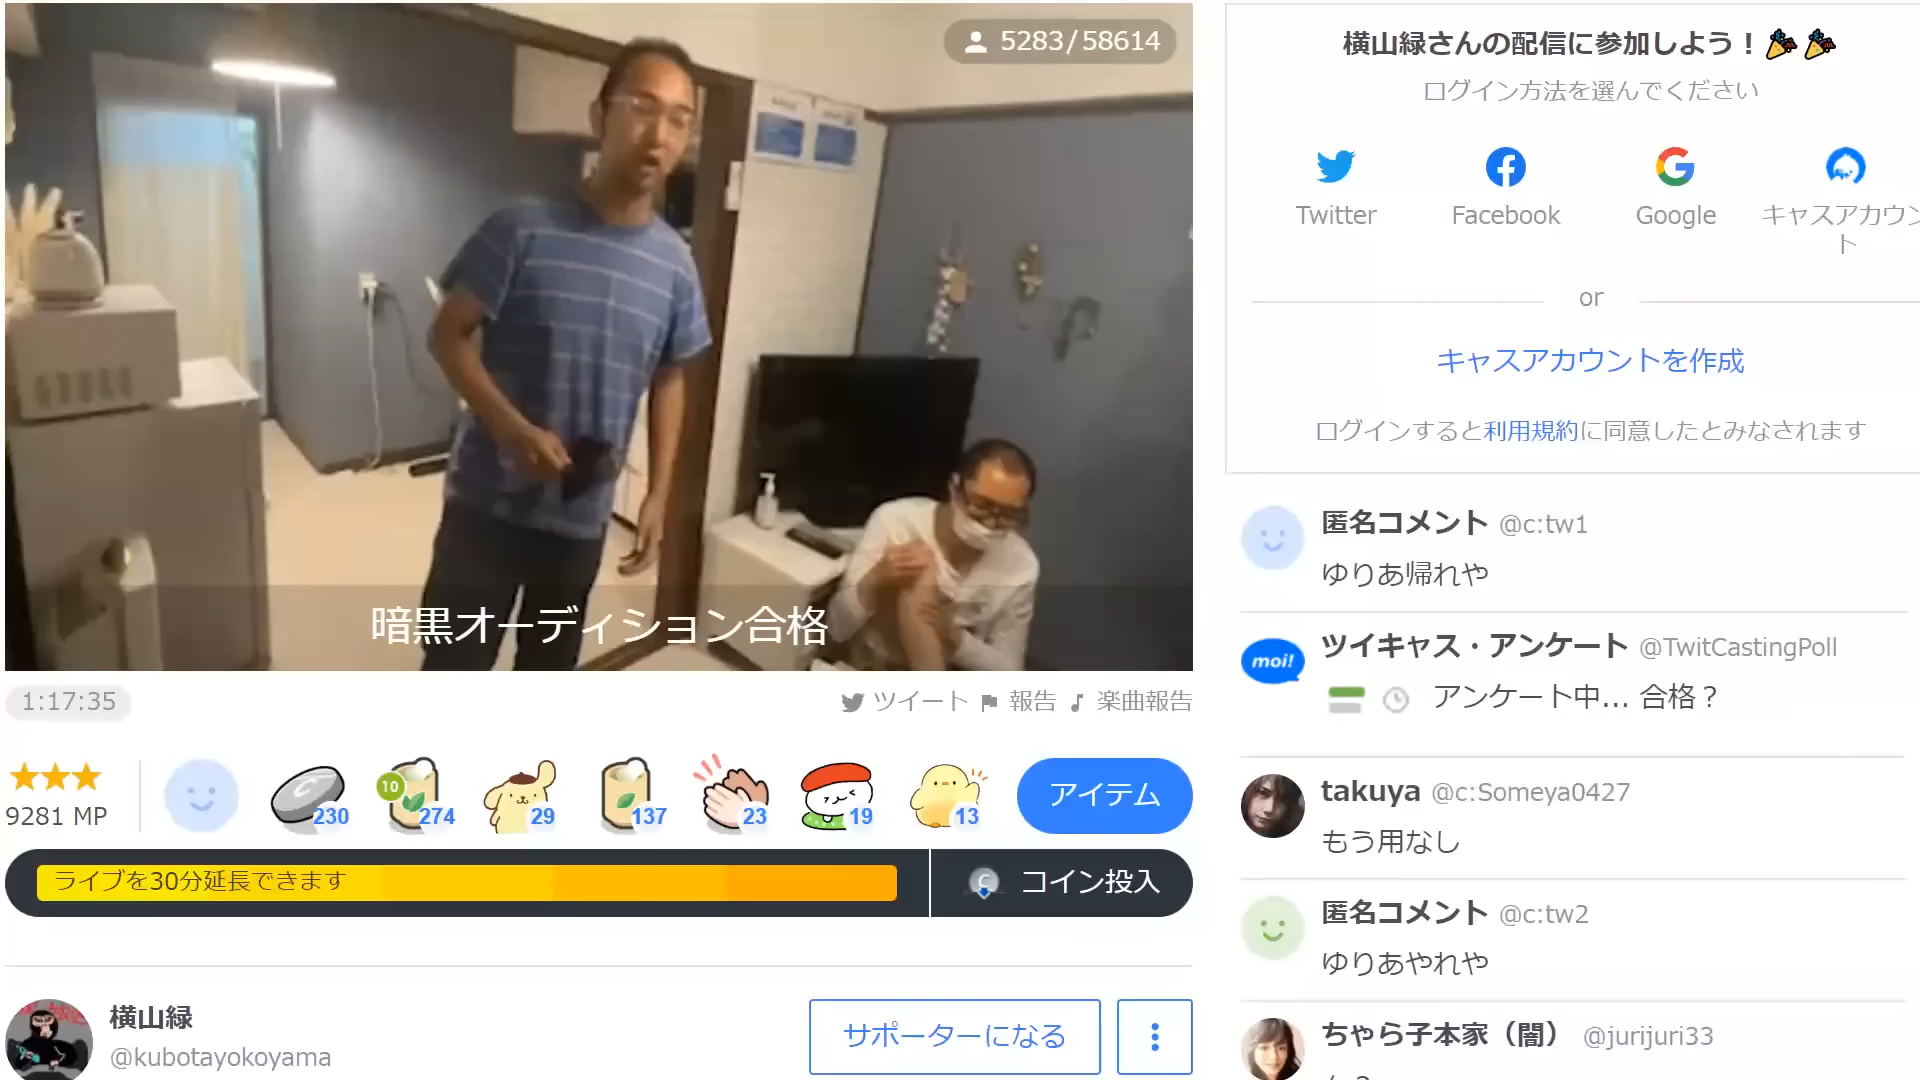 5283/58614
暗黒オーディション合格
1:17:35
ツイート 報告 楽曲報告
9281 MP
230
10
274
29
137
23
19
13
アイテム
ライブを30分延長できます
コイン投入
横山緑
@kubotayokoyama
サポーターになる
横山緑さんの配信に参加しよう！
ログイン方法を選んでください
Twitter
Facebook
Google
キャスアカウン
ト
or
キャスアカウントを作成
ログインすると利用規約に同意したとみなされます
匿名コメント @c:tw1
ゆりあ帰れや
moi!
ツイキャス・アンケート @TwitCastingPoll
アンケート中... 合格？
takuya @c:Someya0427
もう用なし
匿名コメント @c:tw2
ゆりあやれや
ちゃら子本家（闇） @jurijuri33